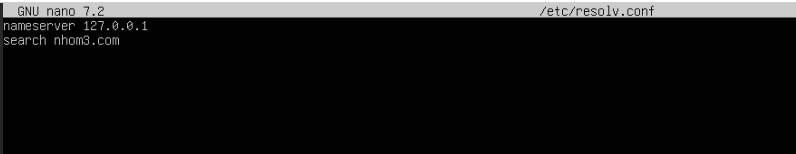 GNU nano 7.2 /etc/resolv.conf
nameserver 127.0.0.1
search nhom3.com